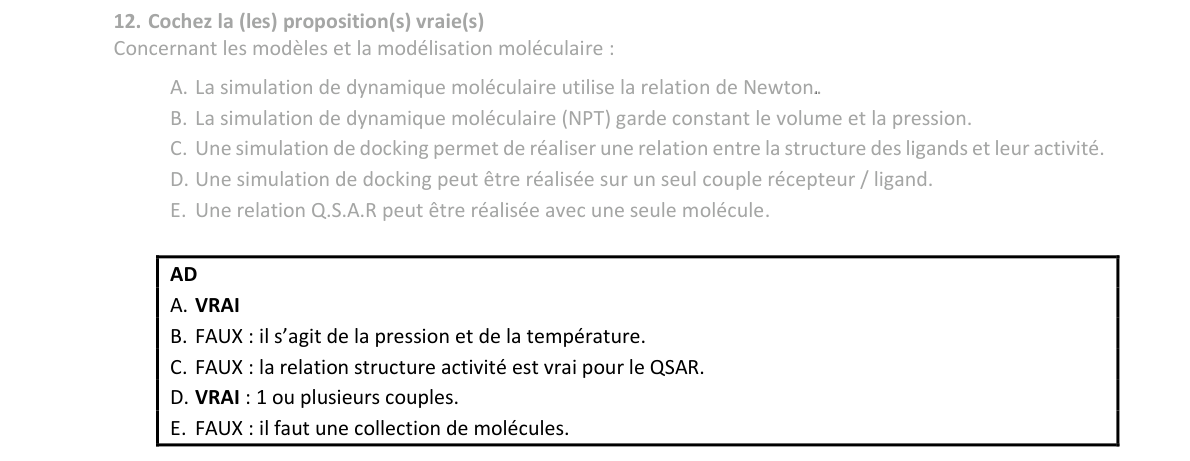 12. Cochez la (les) proposition(s) vraie(s)
Concernant les modèles et la modélisation moléculaire :
A. La simulation de dynamique moléculaire utilise la relation de Newton..
B. La simulation de dynamique moléculaire (NPT) garde constant le volume et la pression.
C. Une simulation de docking permet de réaliser une relation entre la structure des ligands et leur activité.
D. Une simulation de docking peut être réalisée sur un seul couple récepteur / ligand.
E. Une relation Q.S.A.R peut être réalisée avec une seule molécule.
AD
A. VRAI
B. FAUX : il s’agit de la pression et de la température.
C. FAUX : la relation structure activité est vrai pour le QSAR.
D. VRAI : 1 ou plusieurs couples.
E. FAUX : il faut une collection de molécules.